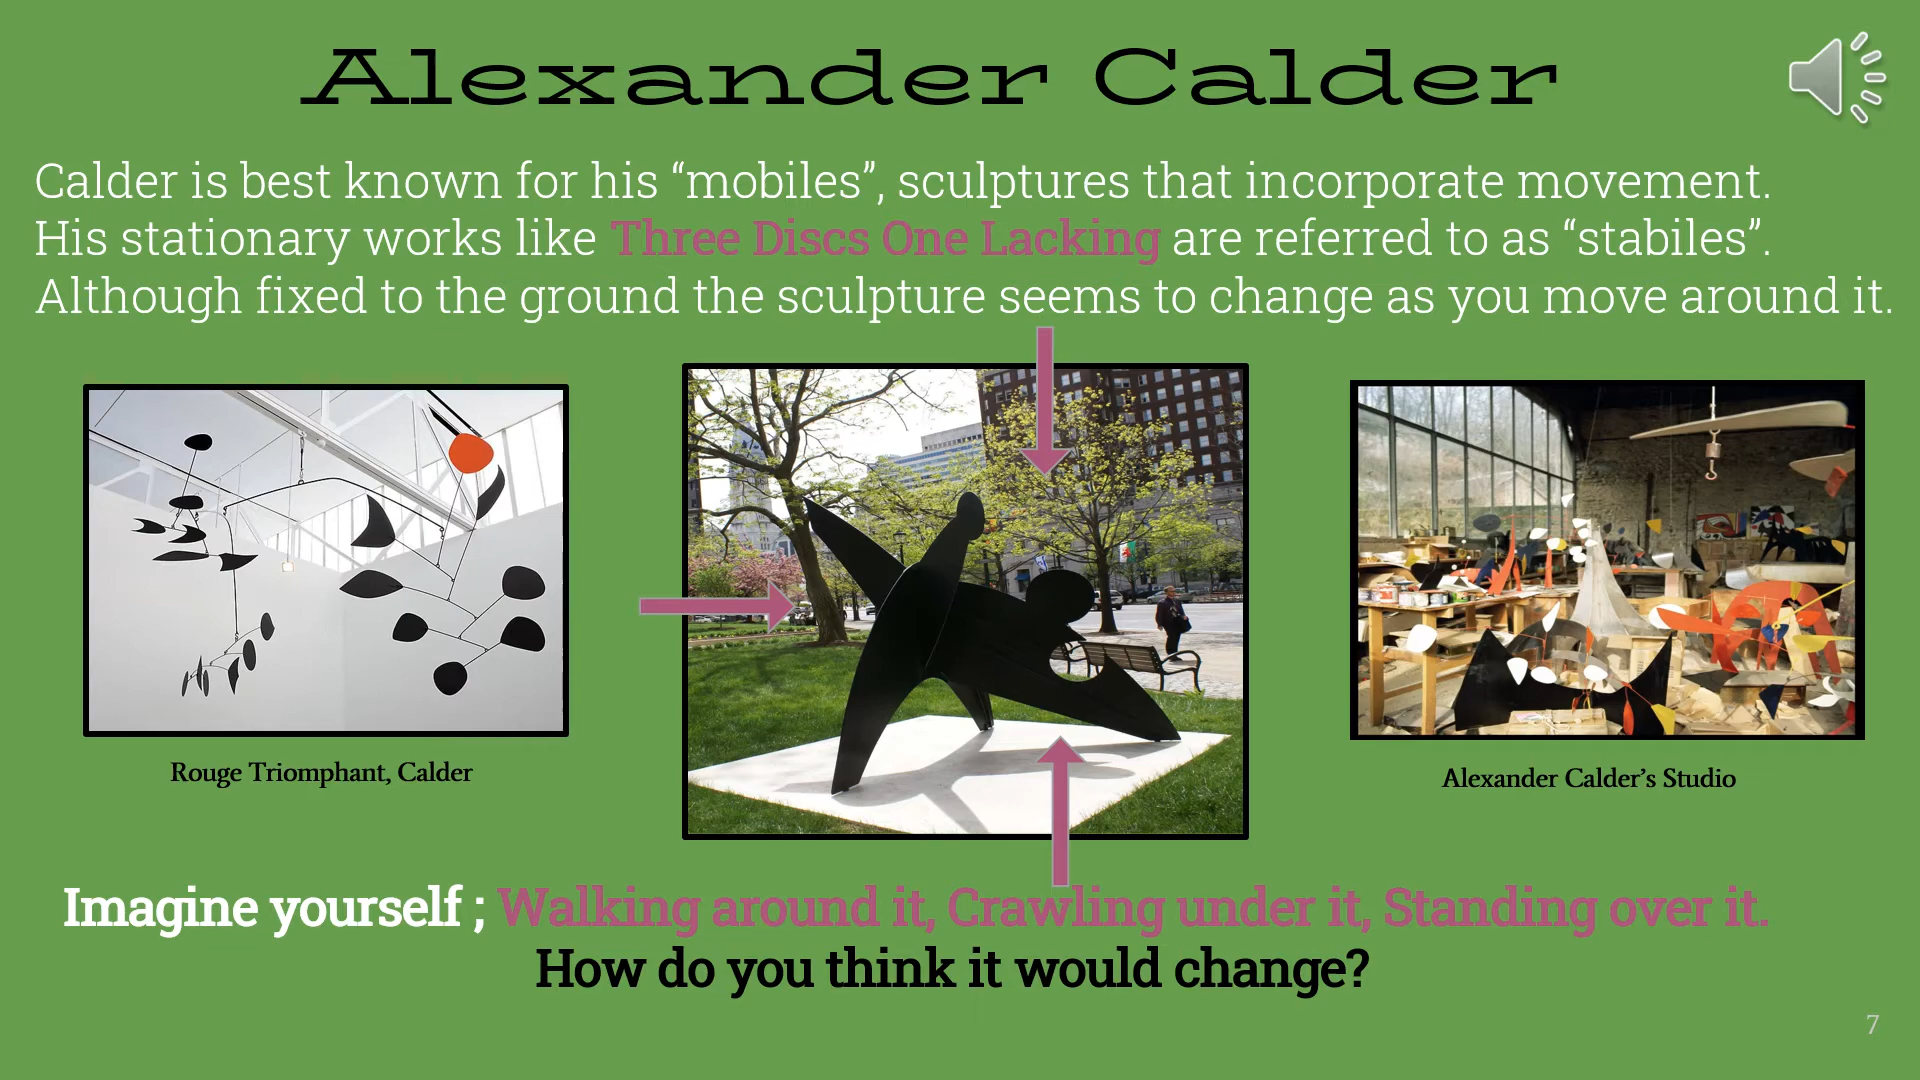 Alexander Calder
Calder is best known for his “mobiles”, sculptures that incorporate movement.
His stationary works like Three Discs One Lacking are referred to as “stabiles”.
Although fixed to the ground the sculpture seems to change as you move around it.
Rouge Triomphant, Calder
Alexander Calder’s Studio
Imagine yourself ; Walking around it, Crawling under it, Standing over it.
How do you think it would change?
7